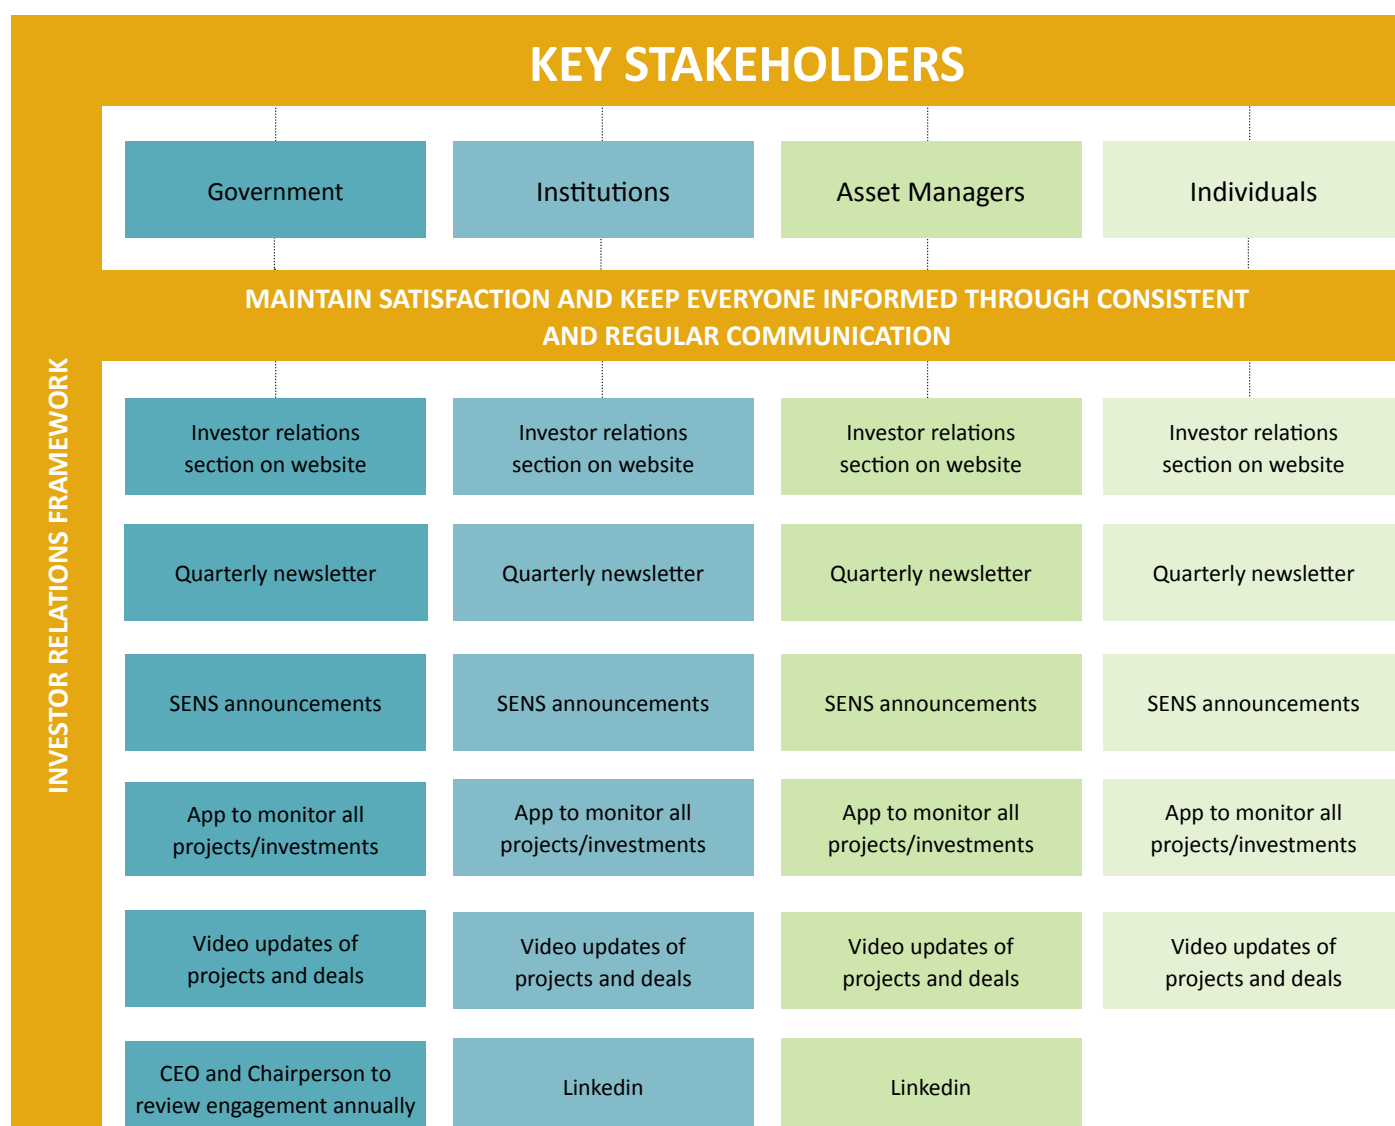 KEY STAKEHOLDERS
Government
Institutions
Asset Managers
Individuals
MAINTAIN SATISFACTION AND KEEP EVERYONE INFORMED THROUGH CONSISTENT
AND REGULAR COMMUNICATION
INVESTOR RELATIONS FRAMEWORK
Investor relations
section on website
Investor relations
section on website
Investor relations
section on website
Investor relations
section on website
Quarterly newsletter
Quarterly newsletter
Quarterly newsletter
Quarterly newsletter
SENS announcements
SENS announcements
SENS announcements
SENS announcements
App to monitor all
projects/investments
App to monitor all
projects/investments
App to monitor all
projects/investments
App to monitor all
projects/investments
Video updates of
projects and deals
Video updates of
projects and deals
Video updates of
projects and deals
Video updates of
projects and deals
CEO and Chairperson to
review engagement annually
Linkedin
Linkedin